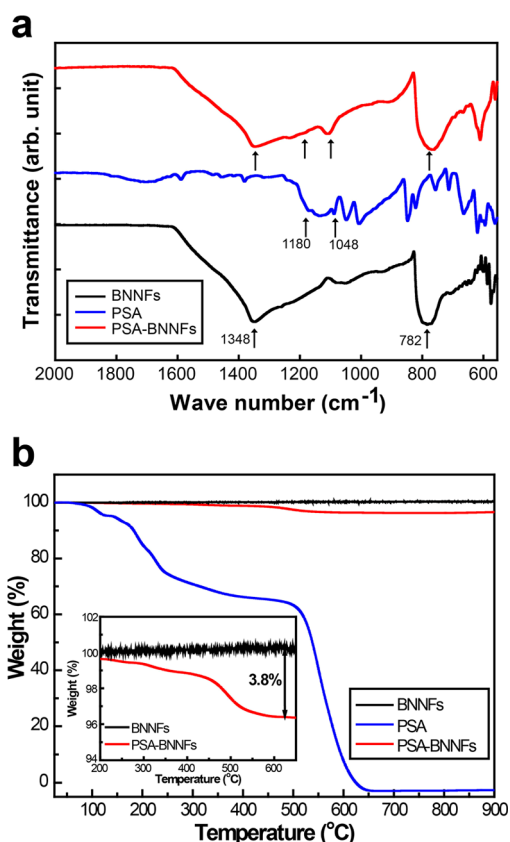 a
Transmittance (arb. unit)
1180
1048
BNNFs
PSA
PSA-BNNFs
1348
782
2000 1800 1600 1400 1200 1000 800 600
Wave number (cm-1)
b
Weight (%)
100
80
60
40
20
0
102
100
98
96
94
Weight (%)
3.8%
BNNFs
PSA-BNNFs
200 300 400 500 600
Temperature (oC)
BNNFs
PSA
PSA-BNNFs
100 200 300 400 500 600 700 800 900
Temperature (oC)